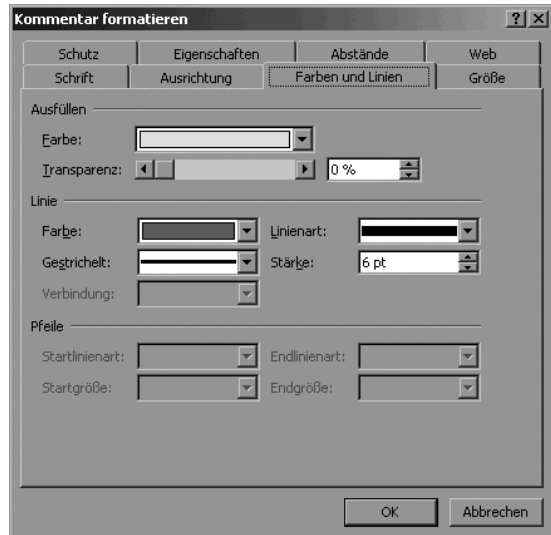 Kommentar formatieren
Schutz Eigenschaften Abstände Web
Schrift Ausrichtung Farben und Linien Größe
Ausfüllen
Farbe:
Transparenz: 0 %
Linie
Farbe: Linienart:
Gestrichelt: Stärke: 6 pt
Verbindung:
Pfeile
Startlinienart: Endlinienart:
Startgröße: Endgröße:
OK Abbrechen